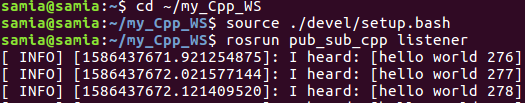 samia@samia:~$ cd ~/my_Cpp_WS
samia@samia:~/my_Cpp_WS$ source ./devel/setup.bash
samia@samia:~/my_Cpp_WS$ rosrun pub_sub_cpp listener
[ INFO] [1586437671.921254875]: I heard: [hello world 276]
[ INFO] [1586437672.021577144]: I heard: [hello world 277]
[ INFO] [1586437672.121409520]: I heard: [hello world 278]